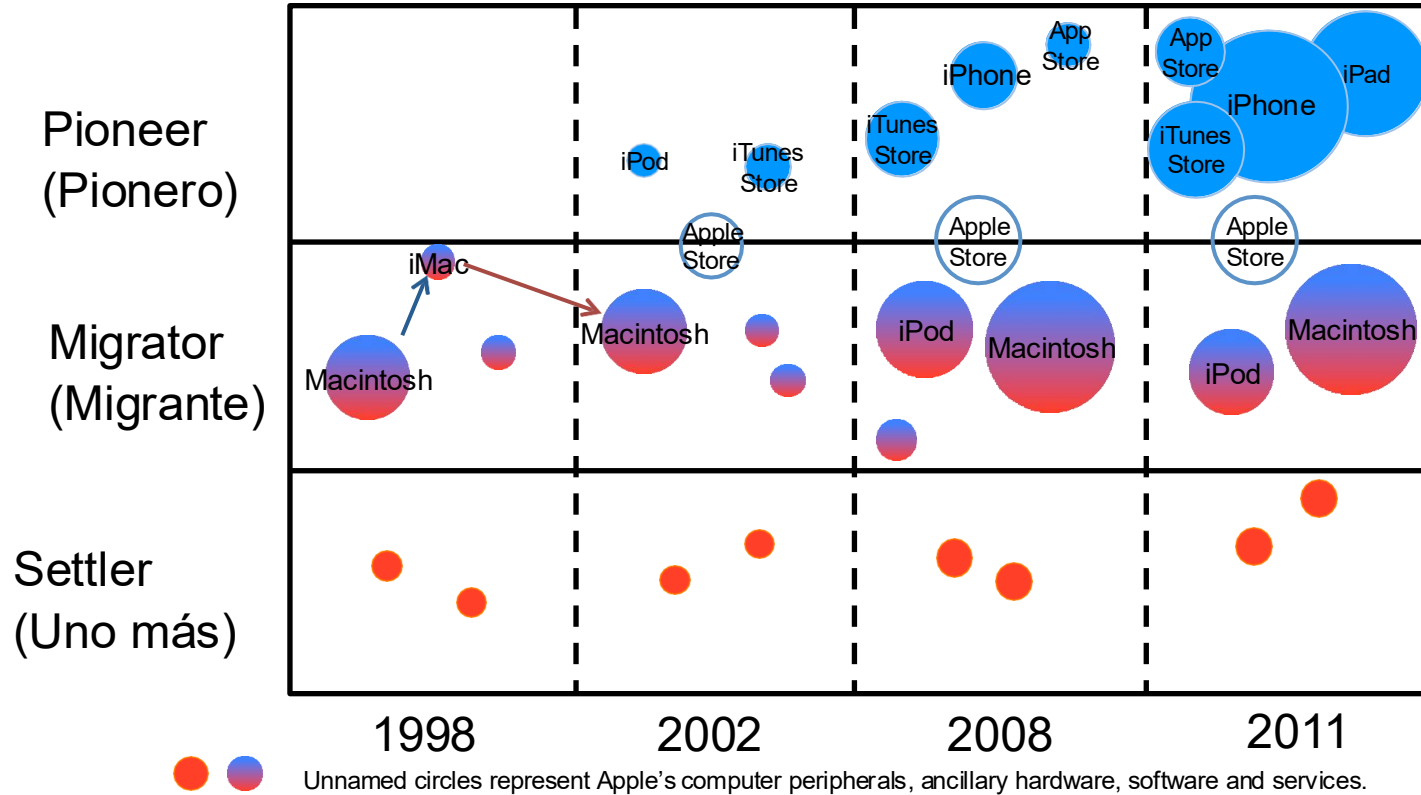 Pioneer
(Pionero)
iPod
iTunes
Store
iTunes
Store
iPhone
App
Store
App
Store
iPhone
iPad
iTunes
Store
Apple
Store
Apple
Store
Apple
Store
Migrator
(Migrante)
iMac
Macintosh
Macintosh
iPod
Macintosh
iPod
Macintosh
Settler
(Uno más)
1998
2002
2008
2011
Unnamed circles represent Apple’s computer peripherals, ancillary hardware, software and services.